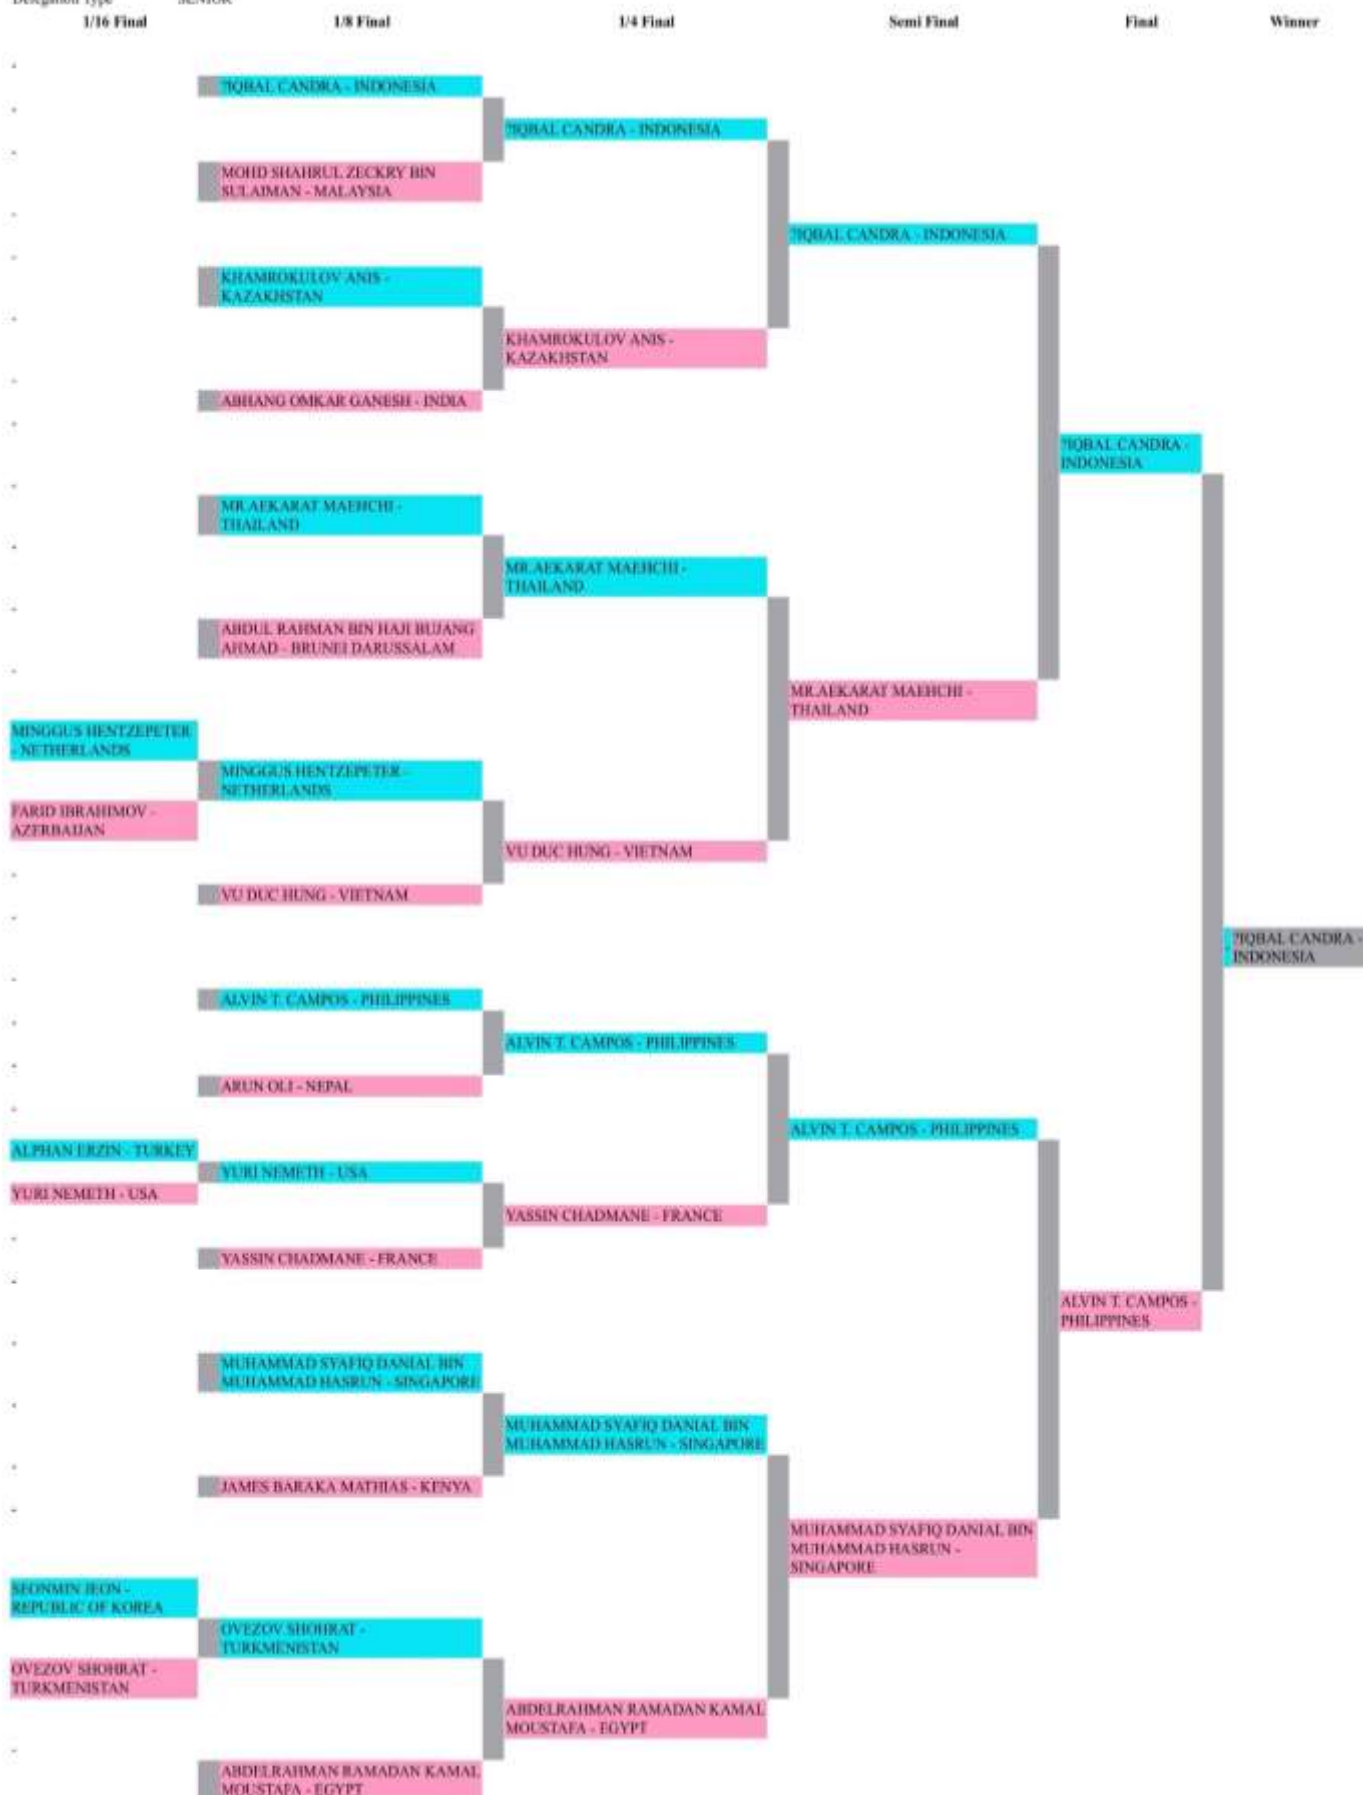 Delegation Type SENIOR
1/16 Final 1/8 Final 1/4 Final Semi Final Final Winner
?IQBAL CANDRA - INDONESIA
?IQBAL CANDRA - INDONESIA
MOHD SHAHRUL ZECKRY BIN
SULAIMAN - MALAYSIA
?IQBAL CANDRA - INDONESIA
KHAMROKULOV ANIS -
KAZAKHSTAN
KHAMROKULOV ANIS -
KAZAKHSTAN
ABHANG OMKAR GANESH - INDIA
?IQBAL CANDRA -
INDONESIA
MR.AEKARAT MAEHCHI -
THAILAND
MR.AEKARAT MAEHCHI -
THAILAND
ABDUL RAHMAN BIN HAJI BUJANG
AHMAD - BRUNEI DARUSSALAM
MR.AEKARAT MAEHCHI -
THAILAND
MINGGUS HENTZEPETER
- NETHERLANDS
MINGGUS HENTZEPETER -
NETHERLANDS
FARID IBRAHIMOV -
AZERBAIJAN
VU DUC HUNG - VIETNAM
VU DUC HUNG - VIETNAM
?IQBAL CANDRA -
INDONESIA
ALVIN T. CAMPOS - PHILIPPINES
ALVIN T. CAMPOS - PHILIPPINES
ARUN OLI - NEPAL
ALVIN T. CAMPOS - PHILIPPINES
ALPHAN ERZIN - TURKEY
YURI NEMETH - USA
YURI NEMETH - USA
YASSIN CHADMANE - FRANCE
YASSIN CHADMANE - FRANCE
ALVIN T. CAMPOS -
PHILIPPINES
MUHAMMAD SYAFIQ DANIAL BIN
MUHAMMAD HASRUN - SINGAPORE
MUHAMMAD SYAFIQ DANIAL BIN
MUHAMMAD HASRUN - SINGAPORE
JAMES BARAKA MATHIAS - KENYA
MUHAMMAD SYAFIQ DANIAL BIN
MUHAMMAD HASRUN -
SINGAPORE
SEONMIN JEON -
REPUBLIC OF KOREA
OVEZOV SHOHRAT -
TURKMENISTAN
OVEZOV SHOHRAT -
TURKMENISTAN
ABDELRAHMAN RAMADAN KAMAL
MOUSTAFA - EGYPT
ABDELRAHMAN RAMADAN KAMAL
MOUSTAFA - EGYPT